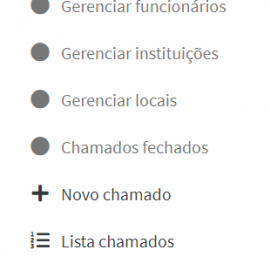 Gerenciar funcionários
Gerenciar instituições
Gerenciar locais
Chamados fechados
Novo chamado
Lista chamados